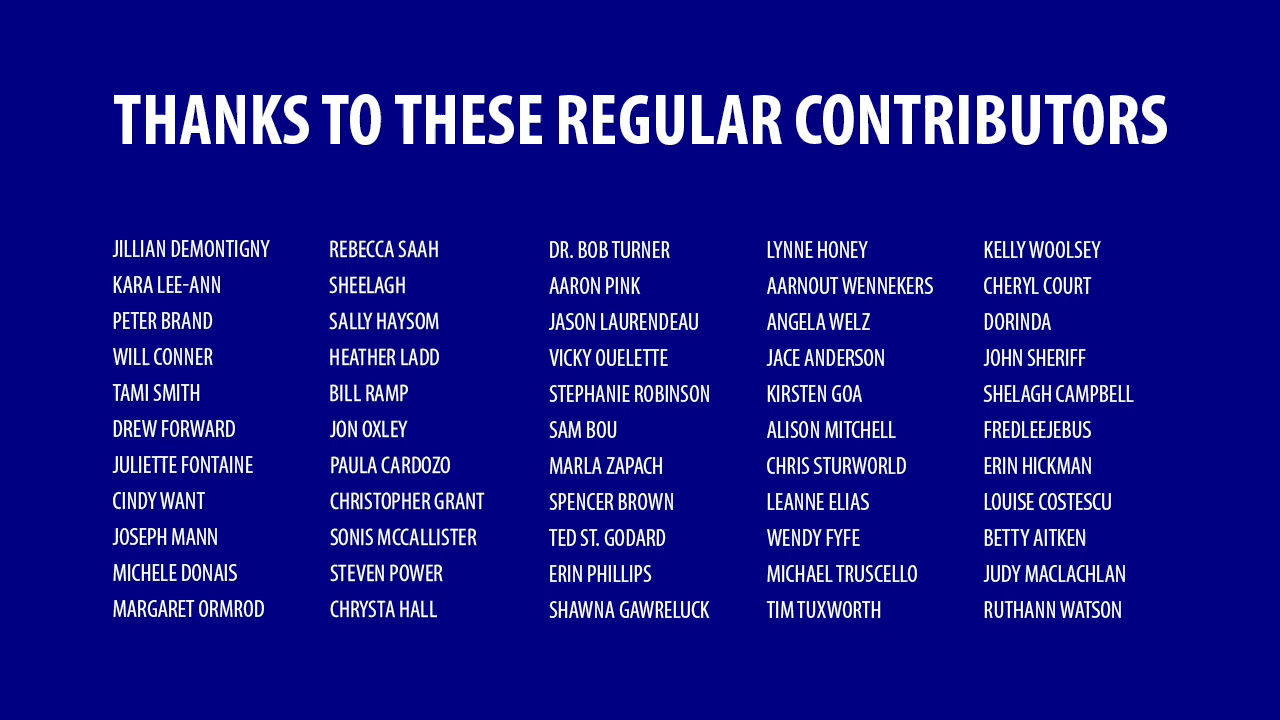 THANKS TO THESE REGULAR CONTRIBUTORS
JILLIAN DEMONTIGNY
KARA LEE-ANN
PETER BRAND
WILL CONNER
TAMI SMITH
DREW FORWARD
JULIETTE FONTAINE
CINDY WANT
JOSEPH MANN
MICHELE DONAIS
MARGARET ORMROD
REBECCA SAAH
SHEELAGH
SALLY HAYSOM
HEATHER LADD
BILL RAMP
JON OXLEY
PAULA CARDOZO
CHRISTOPHER GRANT
SONIS MCCALLISTER
STEVEN POWER
CHRYSTA HALL
DR. BOB TURNER
AARON PINK
JASON LAURENDEAU
VICKY OUELETTE
STEPHANIE ROBINSON
SAM BOU
MARLA ZAPACH
SPENCER BROWN
TED ST. GODARD
ERIN PHILLIPS
SHAWNA GAWRELUCK
LYNNE HONEY
AARNOUT WENNEKERS
ANGELA WELZ
JACE ANDERSON
KIRSTEN GOA
ALISON MITCHELL
CHRIS STURWORLD
LEANNE ELIAS
WENDY FYFE
MICHAEL TRUSCELLO
TIM TUXWORTH
KELLY WOOLSEY
CHERYL COURT
DORINDA
JOHN SHERIFF
SHELAGH CAMPBELL
FREDLEEJEBUS
ERIN HICKMAN
LOUISE COSTESCU
BETTY AITKEN
JUDY MACLACHLAN
RUTHANN WATSON